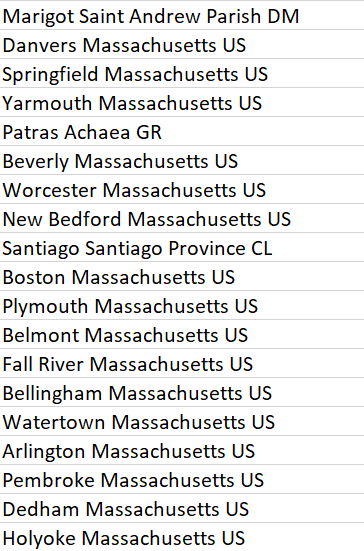 Marigot Saint Andrew Parish DM
Danvers Massachusetts US
Springfield Massachusetts US
Yarmouth Massachusetts US
Patras Achaea GR
Beverly Massachusetts US
Worcester Massachusetts US
New Bedford Massachusetts US
Santiago Santiago Province CL
Boston Massachusetts US
Plymouth Massachusetts US
Belmont Massachusetts US
Fall River Massachusetts US
Bellingham Massachusetts US
Watertown Massachusetts US
Arlington Massachusetts US
Pembroke Massachusetts US
Dedham Massachusetts US
Holyoke Massachusetts US